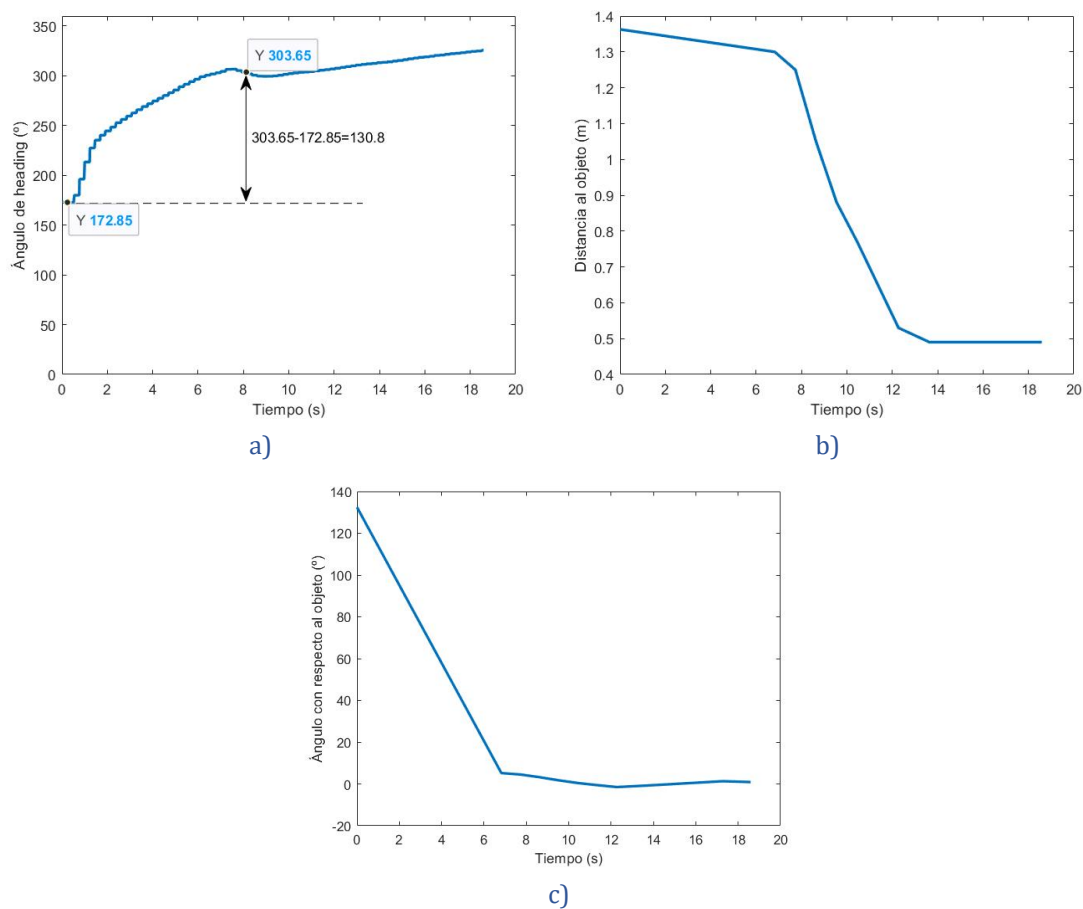 350
300
250
200
150
100
50
0
Ángulo de heading (°)
Y 303.65
303.65-172.85=130.8
Y 172.85
0 2 4 6 8 10 12 14 16 18 20
Tiempo (s)
a)
1.4
1.3
1.2
1.1
1
0.9
0.8
0.7
0.6
0.5
0.4
Distancia al objeto (m)
0 2 4 6 8 10 12 14 16 18 20
Tiempo (s)
b)
140
120
100
80
60
40
20
0
-20
Ángulo con respecto al objeto (°)
0 2 4 6 8 10 12 14 16 18 20
Tiempo (s)
c)